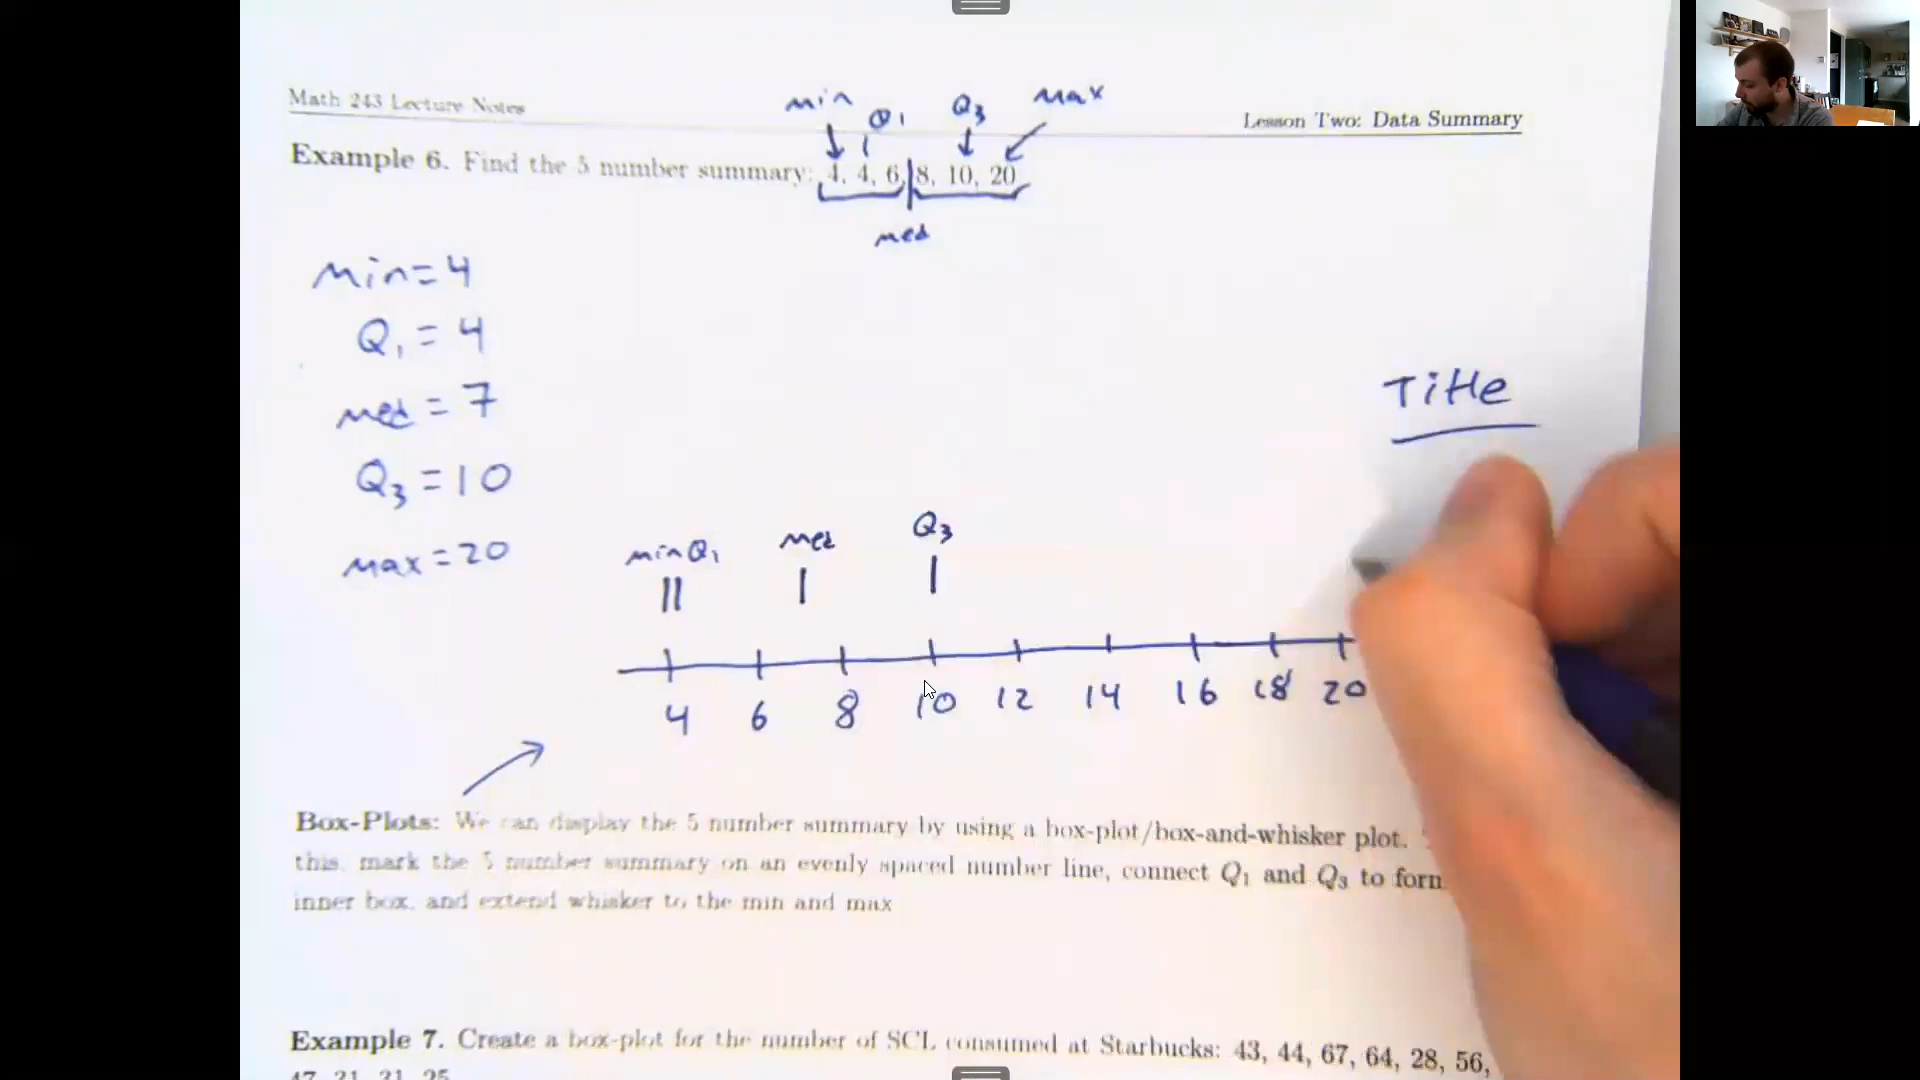 Math 243 Lecture Notes
Lesson Two: Data Summary
min Q1 Q3 max
Example 6. Find the 5 number summary: 4, 4, 6, 8, 10, 20
med
min = 4
Q1 = 4
med = 7
Q3 = 10
max = 20
Title
min Q1 med Q3
4 6 8 10 12 14 16 18 20
Box-Plots: We can display the 5 number summary by using a box-plot/box-and-whisker plot.
this, mark the 5 number summary on an evenly spaced number line, connect Q1 and Q3 to form
inner box, and extend whisker to the min and max
Example 7. Create a box-plot for the number of SCL consumed at Starbucks: 43, 44, 67, 64, 28, 56,